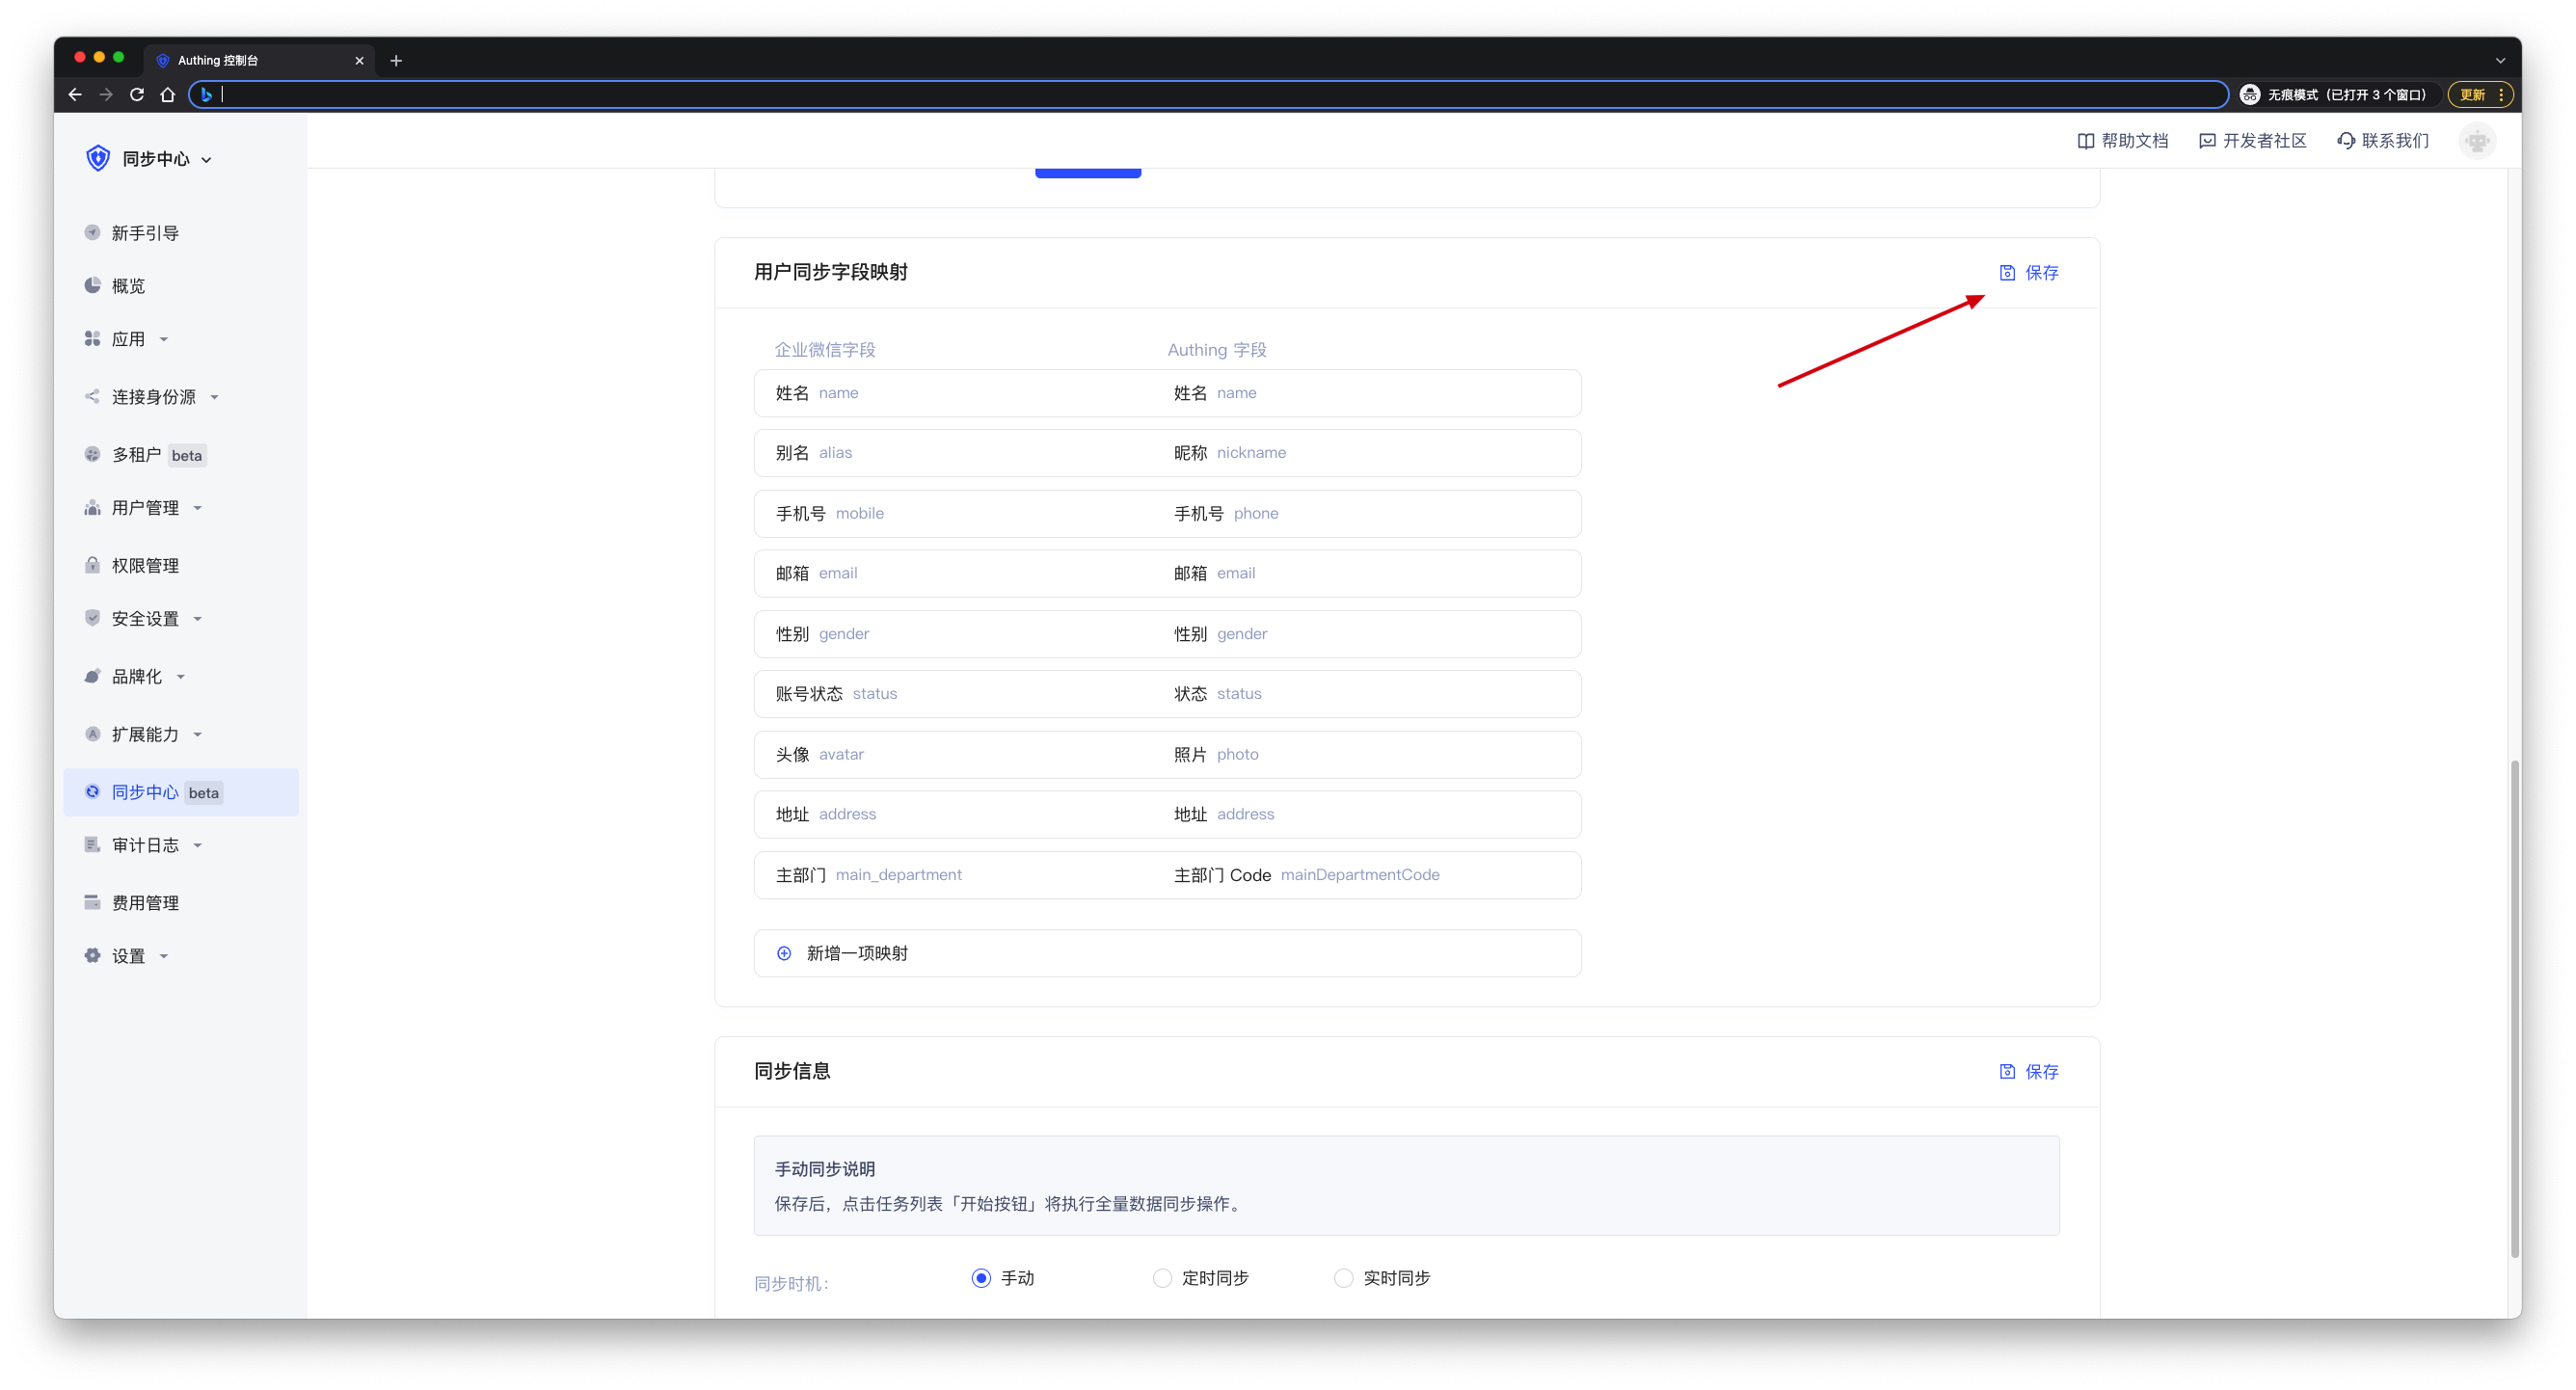 Authing 控制台
无痕模式（已打开 3 个窗口）
更新
同步中心
帮助文档
开发者社区
联系我们
新手引导
概览
应用
连接身份源
多租户 beta
用户管理
权限管理
安全设置
品牌化
扩展能力
同步中心 beta
审计日志
费用管理
设置
用户同步字段映射
保存
企业微信字段 Authing 字段
姓名 name 姓名 name
别名 alias 昵称 nickname
手机号 mobile 手机号 phone
邮箱 email 邮箱 email
性别 gender 性别 gender
账号状态 status 状态 status
头像 avatar 照片 photo
地址 address 地址 address
主部门 main_department 主部门 Code mainDepartmentCode
新增一项映射
同步信息
保存
手动同步说明
保存后，点击任务列表「开始按钮」将执行全量数据同步操作。
同步时机： 手动 定时同步 实时同步